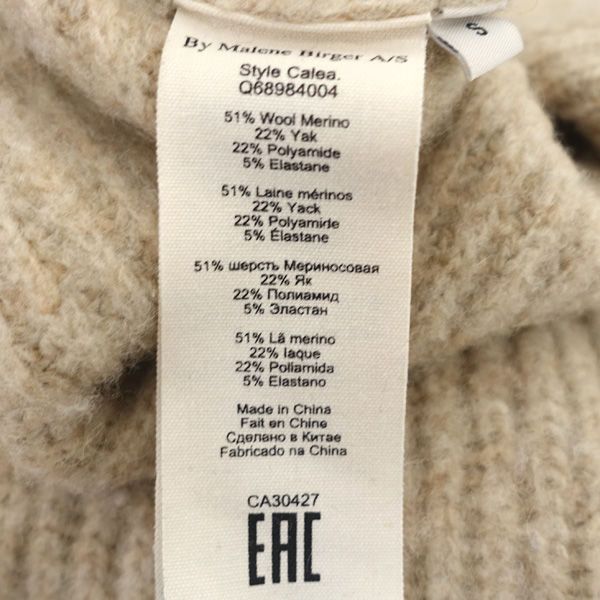 By Malene Birger A/S
Style Calea.
Q68984004
51% Wool Merino
22% Yak
22% Polyamide
5% Elastane
51% Laine mérinos
22% Yack
22% Polyamide
5% Élastane
51% шерсть Мериносовая
22% Як
22% Полиамид
5% Эластан
51% Lã merino
22% Iaque
22% Poliamida
5% Elastano
Made in China
Fait en Chine
Сделано в Китае
Fabricado na China
CA30427
EAC
S